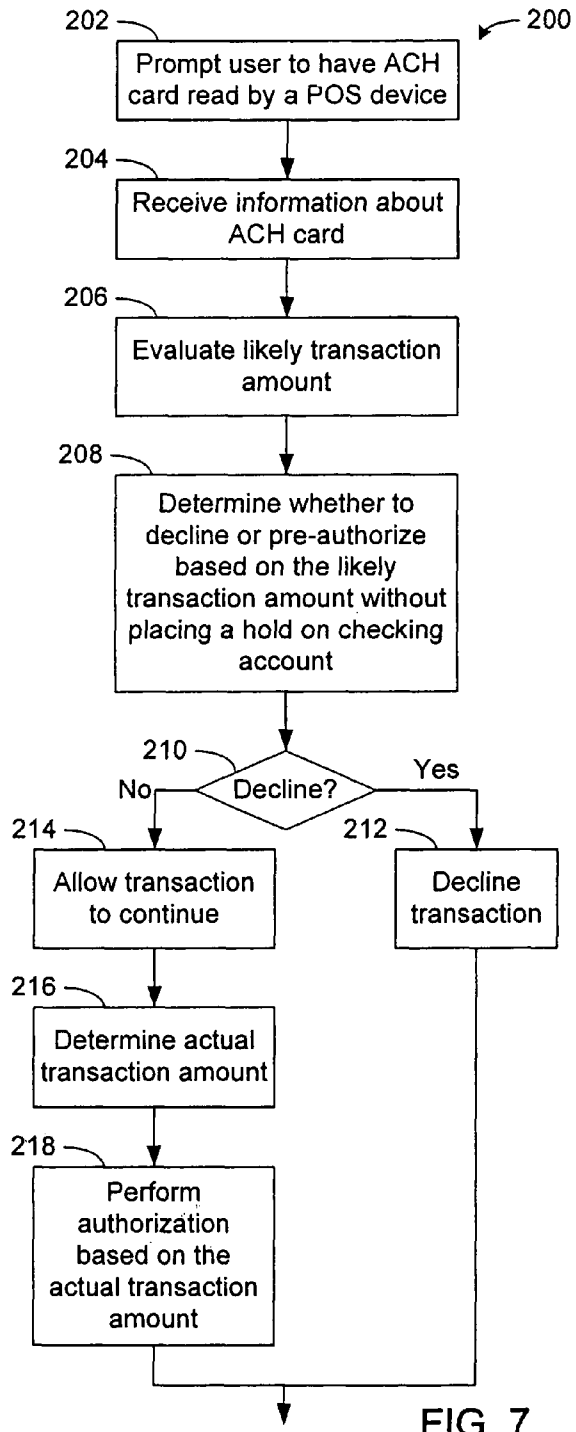 202
200
Prompt user to have ACH
card read by a POS device
204
Receive information about
ACH card
206
Evaluate likely transaction
amount
208
Determine whether to
decline or pre-authorize
based on the likely
transaction amount without
placing a hold on checking
account
210
Decline?
No
Yes
214
Allow transaction
to continue
212
Decline
transaction
216
Determine actual
transaction amount
218
Perform
authorization
based on the
actual transaction
amount
FIG. 7